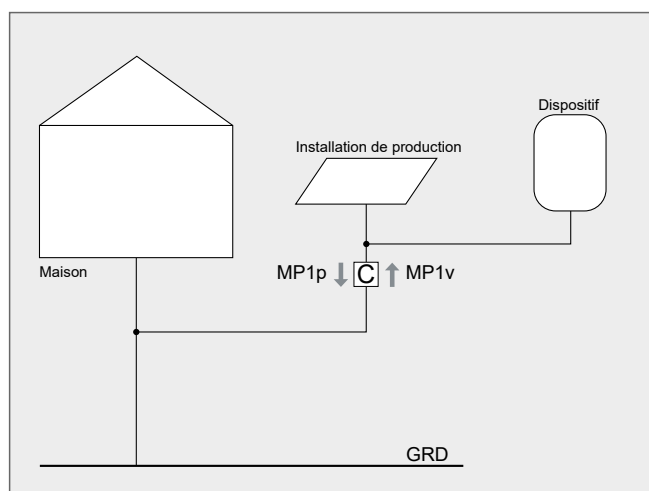 Dispositif
Installation de production
Maison
MP1p C MP1v
GRD